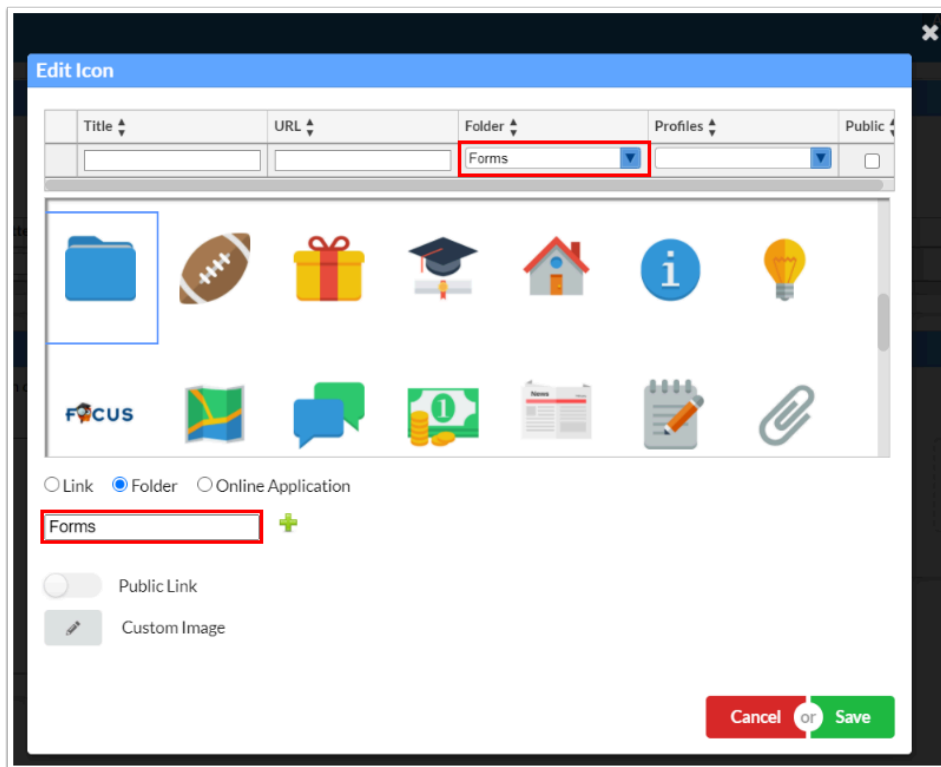 Edit Icon
Title URL Folder Profiles Public
Forms
i
FOCUS 1 News
Link Folder Online Application
Forms
Public Link
Custom Image
Cancel or Save